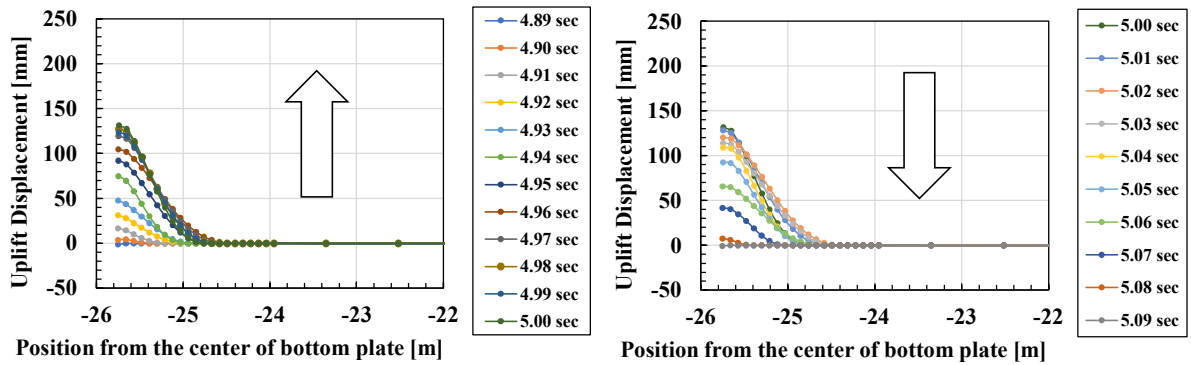 Uplift Displacement [mm]
250
200
150
100
50
0
-50
-26
-25
-24
-23
-22
Position from the center of bottom plate [m]
4.89 sec
4.90 sec
4.91 sec
4.92 sec
4.93 sec
4.94 sec
4.95 sec
4.96 sec
4.97 sec
4.98 sec
4.99 sec
5.00 sec
Uplift Displacement [mm]
250
200
150
100
50
0
-50
-26
-25
-24
-23
-22
Position from the center of bottom plate [m]
5.00 sec
5.01 sec
5.02 sec
5.03 sec
5.04 sec
5.05 sec
5.06 sec
5.07 sec
5.08 sec
5.09 sec